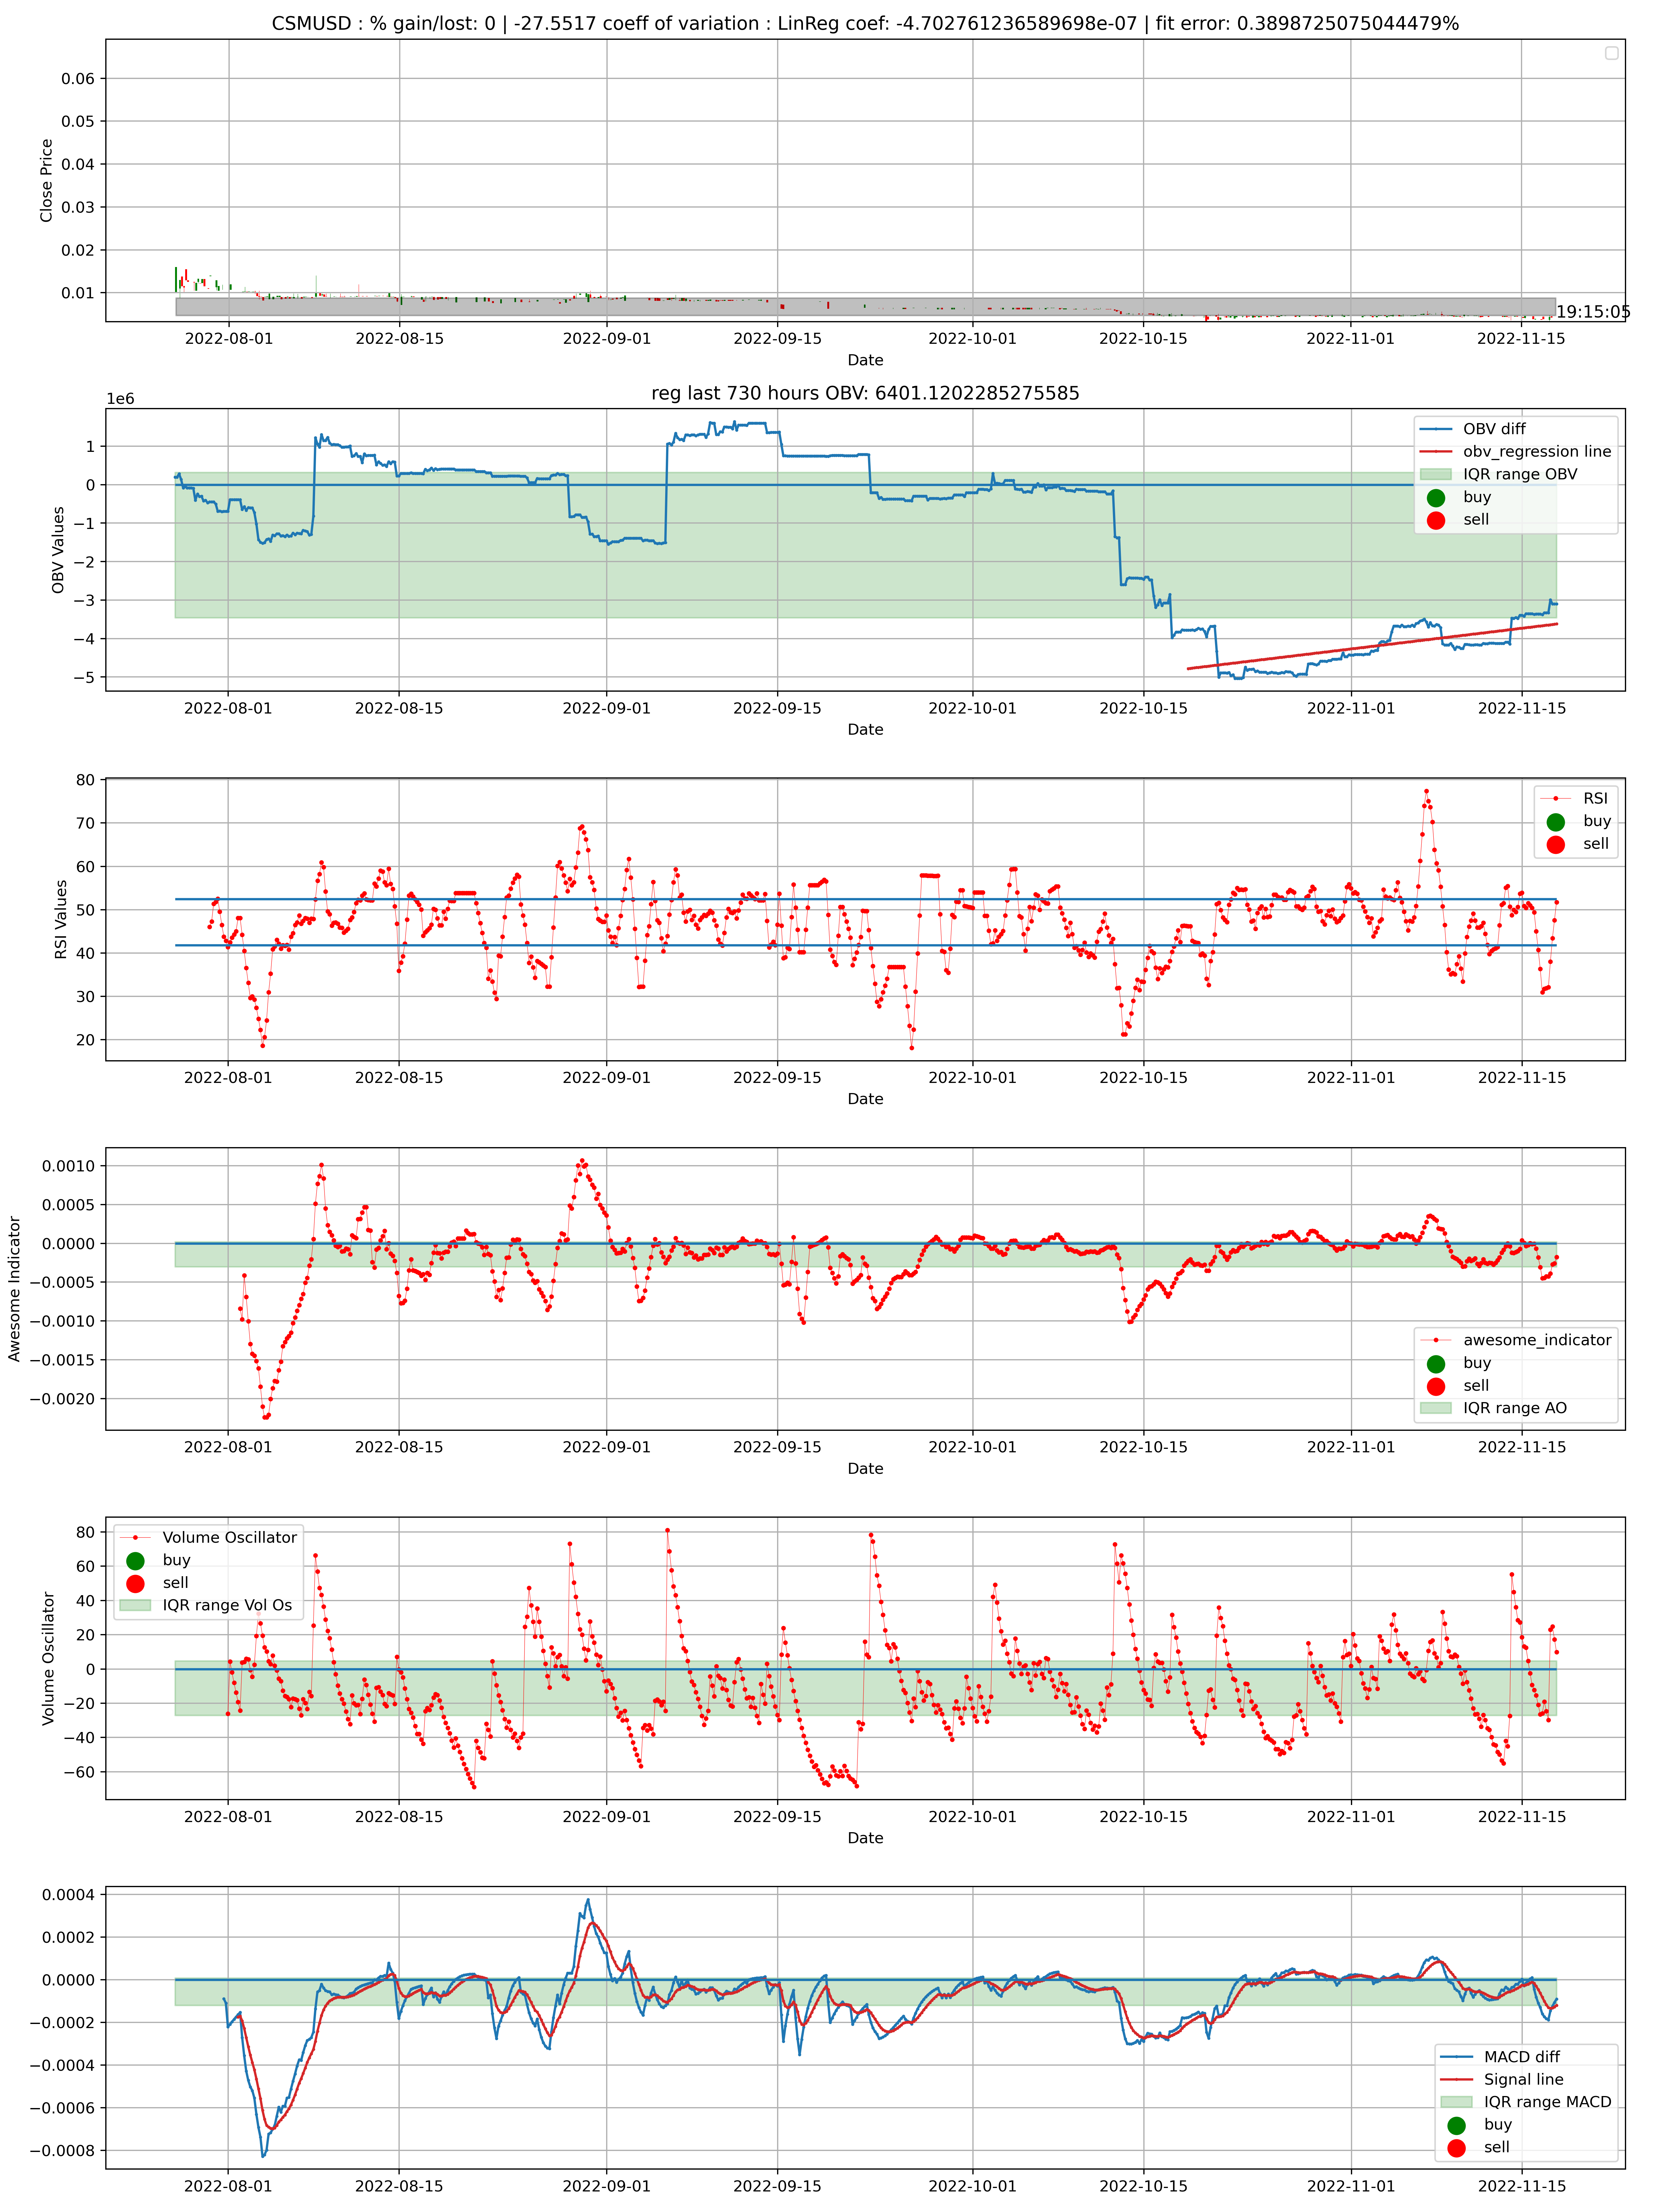 CSMUSD : % gain/lost: 0 | -27.5517 coeff of variation : LinReg coef: -4.702761236589698e-07 | fit error: 0.3898725075044479%
0.06
0.05
0.04
0.03
0.02
0.01
Close Price
19:15:05
2022-08-01 2022-08-15 2022-09-01 2022-09-15 2022-10-01 2022-10-15 2022-11-01 2022-11-15
Date
reg last 730 hours OBV: 6401.1202285275585
1e6
1
0
−1
−2
−3
−4
−5
OBV Values
OBV diff
obv_regression line
IQR range OBV
buy
sell
2022-08-01 2022-08-15 2022-09-01 2022-09-15 2022-10-01 2022-10-15 2022-11-01 2022-11-15
Date
80
70
60
50
40
30
20
RSI Values
RSI
buy
sell
2022-08-01 2022-08-15 2022-09-01 2022-09-15 2022-10-01 2022-10-15 2022-11-01 2022-11-15
Date
0.0010
0.0005
0.0000
−0.0005
−0.0010
−0.0015
−0.0020
Awesome Indicator
awesome_indicator
buy
sell
IQR range AO
2022-08-01 2022-08-15 2022-09-01 2022-09-15 2022-10-01 2022-10-15 2022-11-01 2022-11-15
Date
80
60
40
20
0
−20
−40
−60
Volume Oscillator
Volume Oscillator
buy
sell
IQR range Vol Os
2022-08-01 2022-08-15 2022-09-01 2022-09-15 2022-10-01 2022-10-15 2022-11-01 2022-11-15
Date
0.0004
0.0002
0.0000
−0.0002
−0.0004
−0.0006
−0.0008
MACD diff
Signal line
IQR range MACD
buy
sell
2022-08-01 2022-08-15 2022-09-01 2022-09-15 2022-10-01 2022-10-15 2022-11-01 2022-11-15